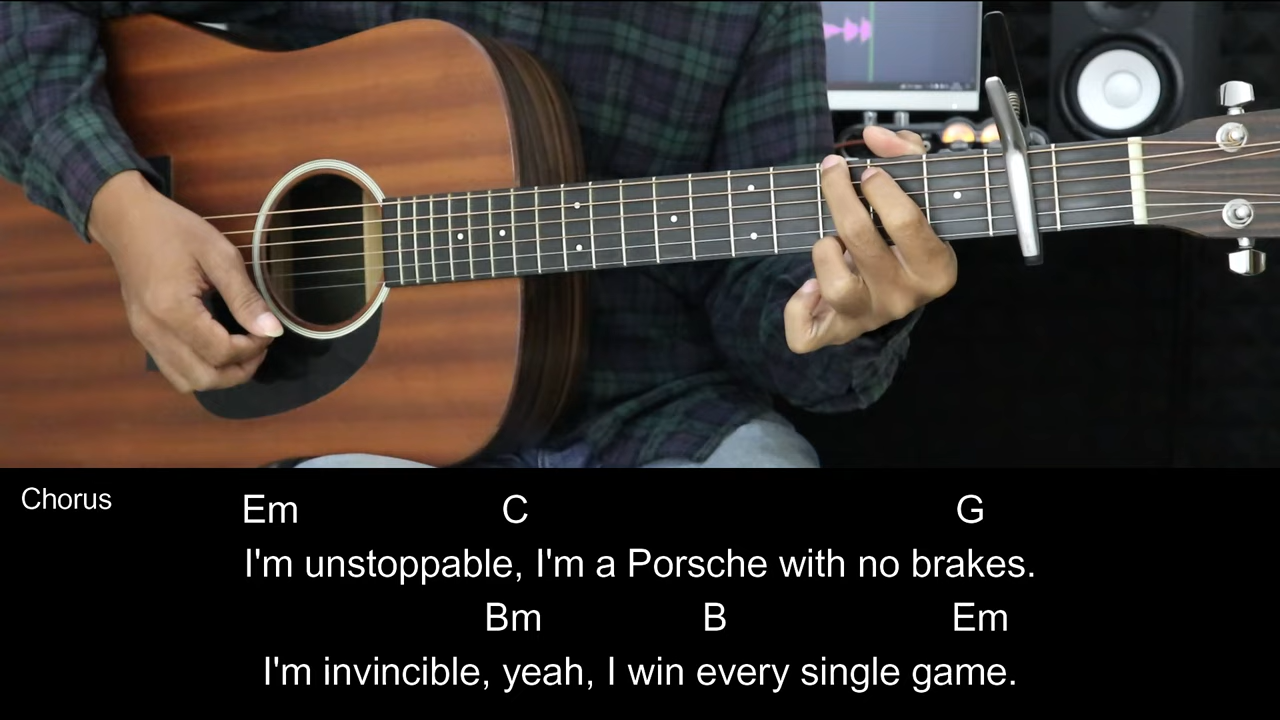 Chorus
Em C G
I'm unstoppable, I'm a Porsche with no brakes.
Bm B Em
I'm invincible, yeah, I win every single game.